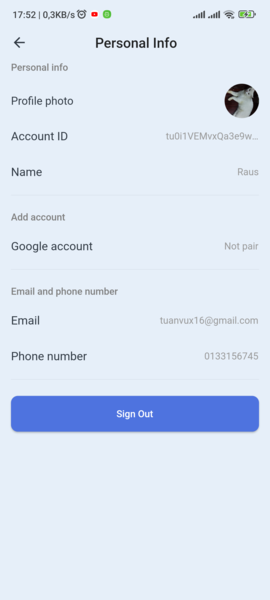 17:52 | 0,3KB/s
Personal Info
Personal info
Profile photo
Account ID tu0i1VEMvxQa3e9w...
Name Raus
Add account
Google account Not pair
Email and phone number
Email tuanvux16@gmail.com
Phone number 0133156745
Sign Out